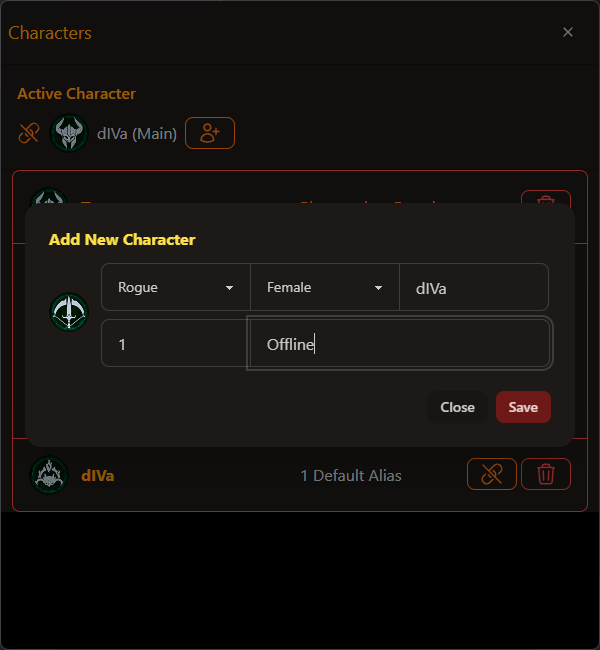 Characters
Active Character
dIVa (Main)
Add New Character
Rogue Female dIVa
1 Offline
Close Save
dIVa 1 Default Alias